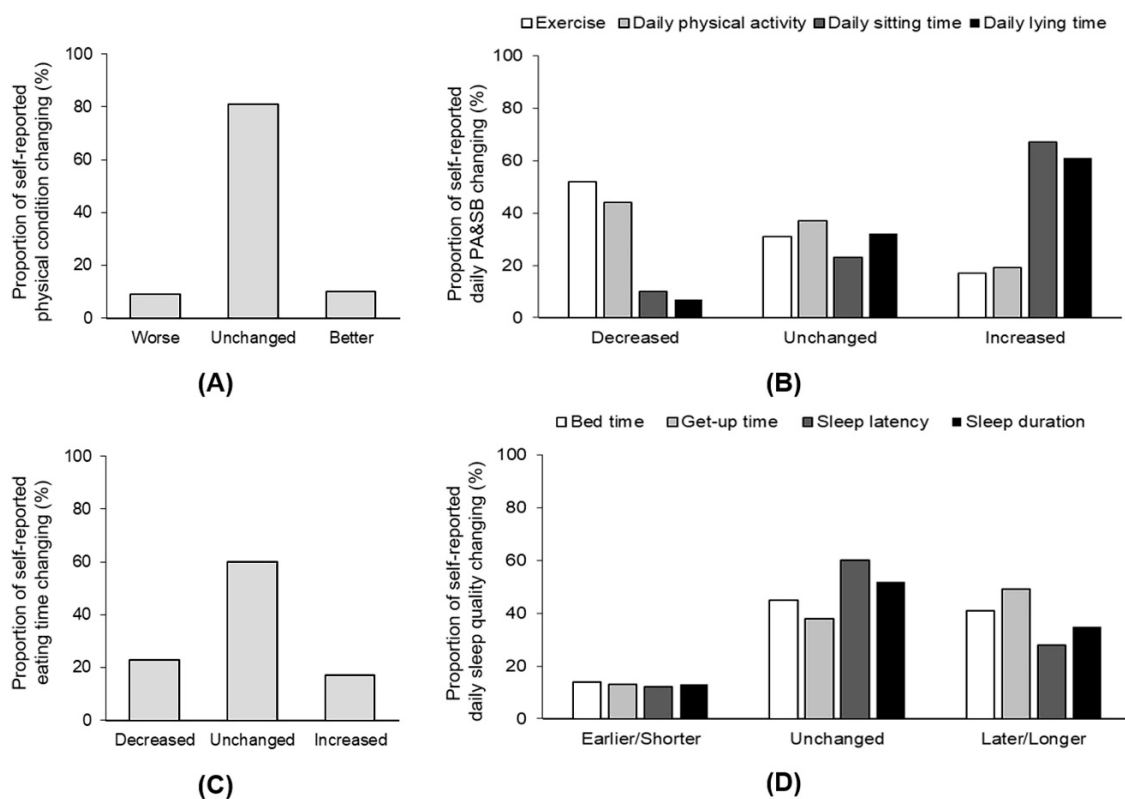 Proportion of self-reported
physical condition changing (%)
100
80
60
40
20
0
Worse Unchanged Better
(A)
Exercise Daily physical activity Daily sitting time Daily lying time
Proportion of self-reported
daily PA&SB changing (%)
100
80
60
40
20
0
Decreased Unchanged Increased
(B)
Proportion of self-reported
eating time changing (%)
100
80
60
40
20
0
Decreased Unchanged Increased
(C)
Bed time Get-up time Sleep latency Sleep duration
Proportion of self-reported
daily sleep quality changing (%)
100
80
60
40
20
0
Earlier/Shorter Unchanged Later/Longer
(D)